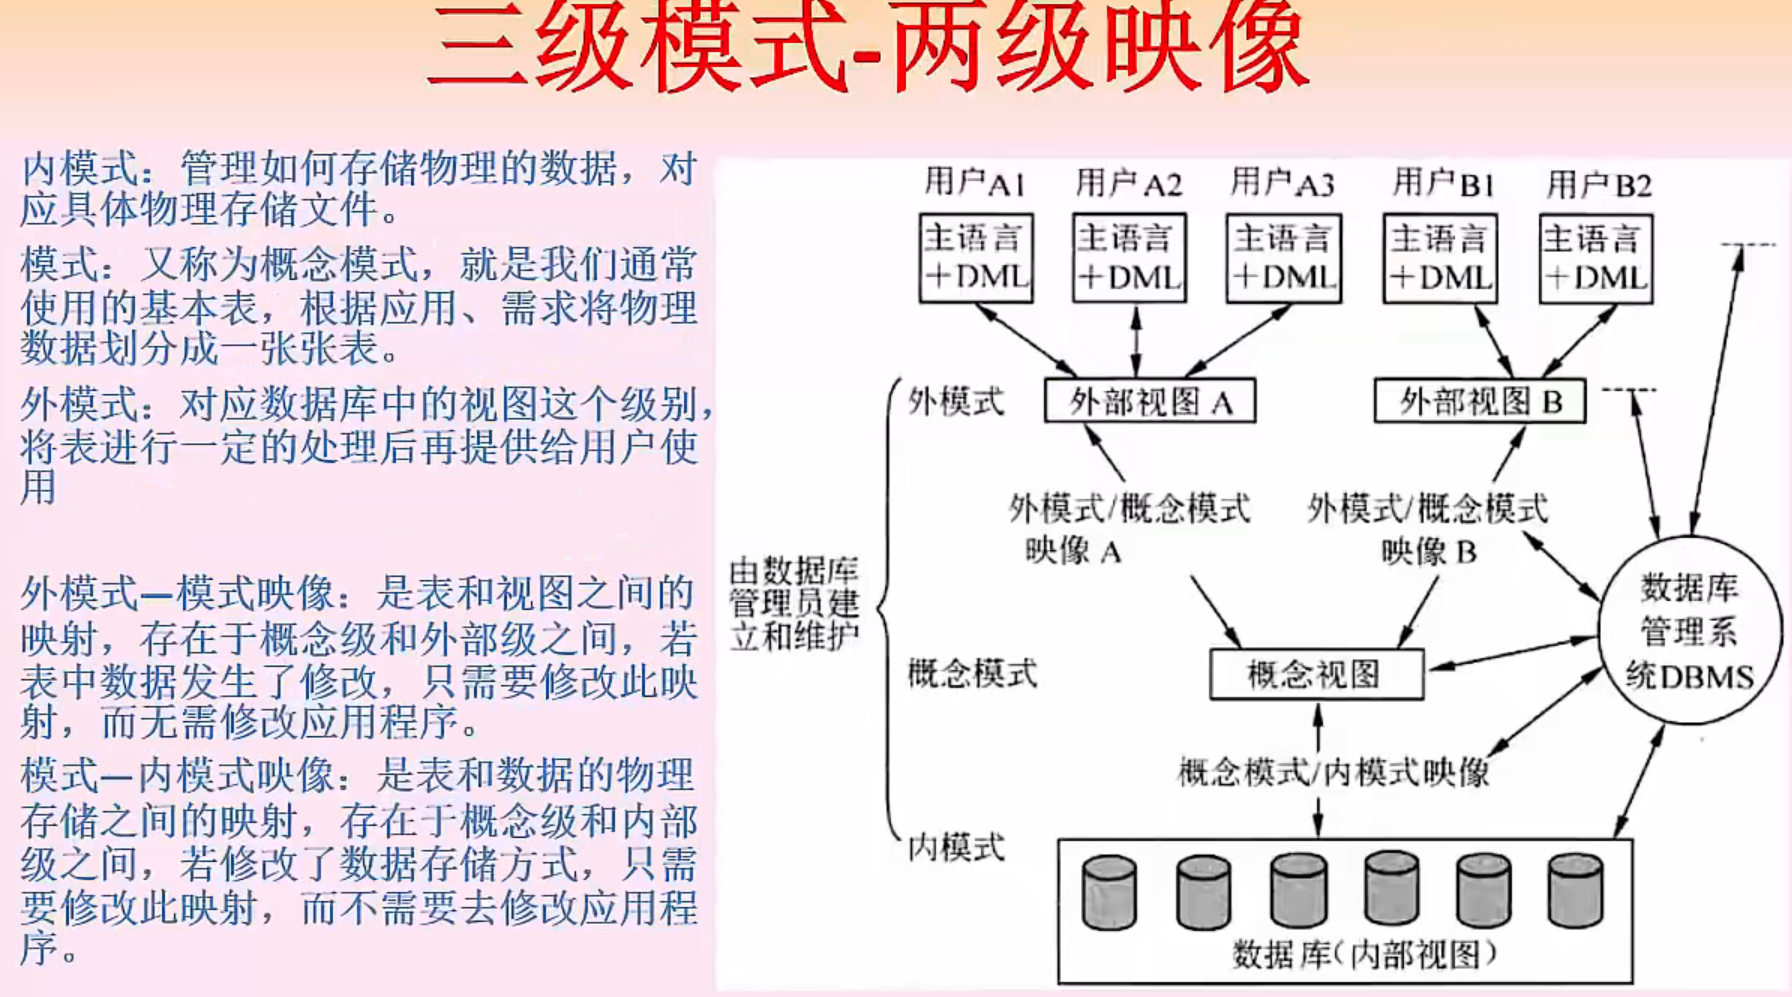 三级模式-两级映像
内模式：管理如何存储物理的数据，对
应具体物理存储文件。
模式：又称为概念模式，就是我们通常
使用的基本表，根据应用、需求将物理
数据划分成一张张表。
外模式：对应数据库中的视图这个级别，
将表进行一定的处理后再提供给用户使
用
外模式—模式映像：是表和视图之间的
映射，存在于概念级和外部级之间，若
表中数据发生了修改，只需要修改此映
射，而无需修改应用程序。
模式—内模式映像：是表和数据的物理
存储之间的映射，存在于概念级和内部
级之间，若修改了数据存储方式，只需
要修改此映射，而不需要去修改应用程
序。
用户A1 用户A2 用户A3 用户B1 用户B2
主语言 主语言 主语言 主语言 主语言
+DML +DML +DML +DML +DML
外模式 外部视图 A 外部视图 B
外模式/概念模式 外模式/概念模式
映像 A 映像 B
由数据库
管理员建
立和维护
数据库
管理系
统DBMS
概念模式 概念视图
概念模式/内模式映像
内模式
数据库(内部视图)